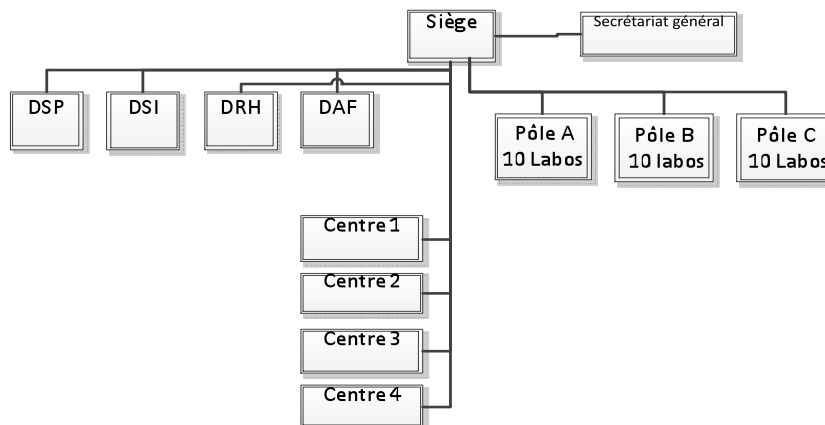 Siège
Secrétariat général
DSP
DSI
DRH
DAF
Pôle A
10 Labos
Pôle B
10 labos
Pôle C
10 Labos
Centre 1
Centre 2
Centre 3
Centre 4